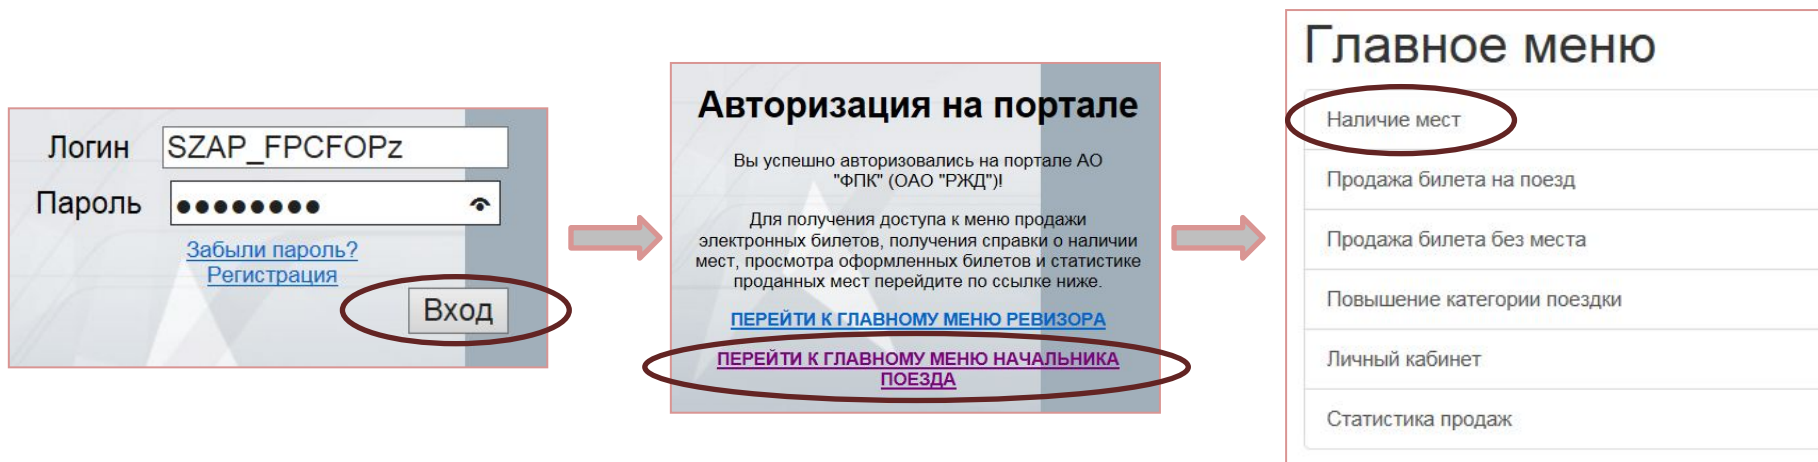 Логин SZAP_FPCFOPz
Пароль ●●●●●●●●
Забыли пароль?
Регистрация
Вход
Авторизация на портале
Вы успешно авторизовались на портале АО
"ФПК" (ОАО "РЖД")!
Для получения доступа к меню продажи
электронных билетов, получения справки о наличии
мест, просмотра оформленных билетов и статистике
проданных мест перейдите по ссылке ниже.
ПЕРЕЙТИ К ГЛАВНОМУ МЕНЮ РЕВИЗОРА
ПЕРЕЙТИ К ГЛАВНОМУ МЕНЮ НАЧАЛЬНИКА
ПОЕЗДА
Главное меню
Наличие мест
Продажа билета на поезд
Продажа билета без места
Повышение категории поездки
Личный кабинет
Статистика продаж